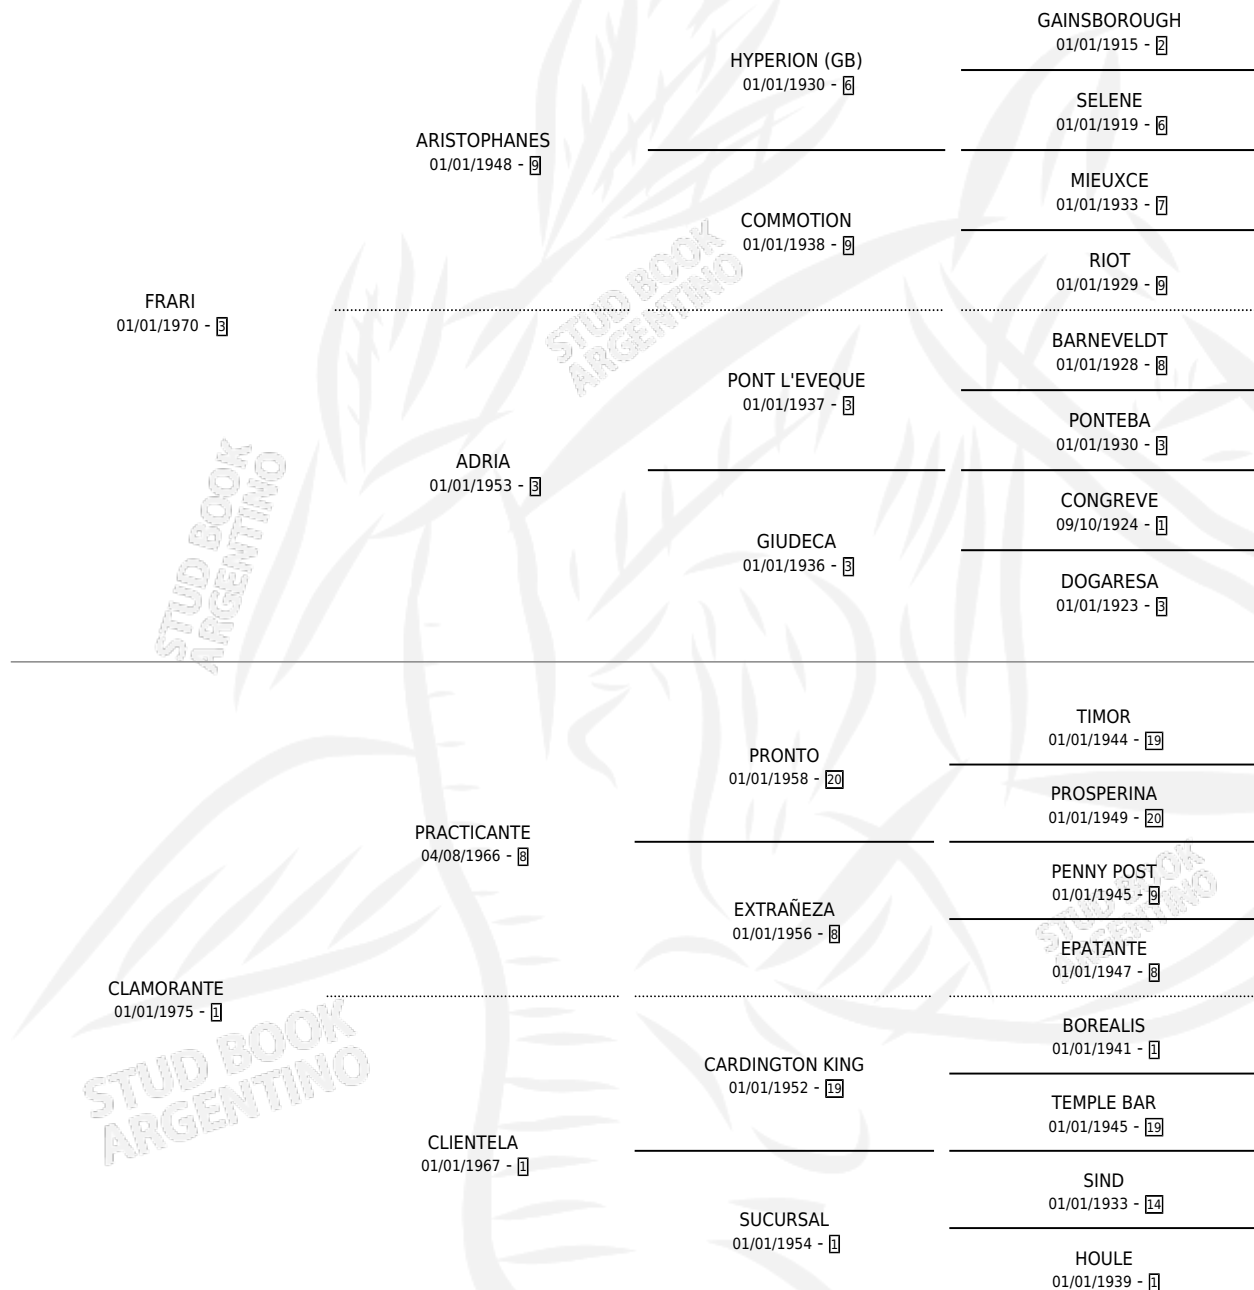 GAINSBOROUGH
01/01/1915 - 2
HYPERION (GB)
01/01/1930 - 6
SELENE
01/01/1919 - 6
ARISTOPHANES
01/01/1948 - 9
MIEUXCE
01/01/1933 - 7
COMMOTION
01/01/1938 - 9
RIOT
01/01/1929 - 9
FRARI
01/01/1970 - 3
BARNEVELDT
01/01/1928 - 8
PONT L'EVEQUE
01/01/1937 - 3
PONTEBA
01/01/1930 - 3
ADRIA
01/01/1953 - 3
CONGREVE
09/10/1924 - 1
GIUDECA
01/01/1936 - 3
DOGARESA
01/01/1923 - 3
TIMOR
01/01/1944 - 19
PRONTO
01/01/1958 - 20
PROSPERINA
01/01/1949 - 20
PRACTICANTE
04/08/1966 - 8
PENNY POST
01/01/1945 - 9
EXTRAÑEZA
01/01/1956 - 8
EPATANTE
01/01/1947 - 8
CLAMORANTE
01/01/1975 - 1
BOREALIS
01/01/1941 - 1
CARDINGTON KING
01/01/1952 - 19
TEMPLE BAR
01/01/1945 - 19
CLIENTELA
01/01/1967 - 1
SIND
01/01/1933 - 14
SUCURSAL
01/01/1954 - 1
HOULE
01/01/1939 - 1
STUD BOOK
ARGENTINO
STUD BOOK
ARGENTINO
STUD BOOK
ARGENTINO
STUD BOOK
ARGENTINO